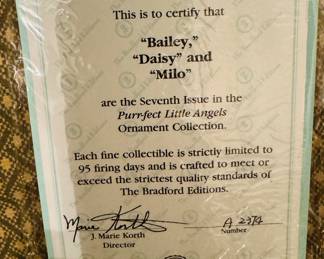 This is to certify that
"Bailey,"
"Daisy" and
"Milo"
are the Seventh Issue in the
Purr-fect Little Angels
Ornament Collection.
Each fine collectible is strictly limited to
95 firing days and is crafted to meet or
exceed the strictest quality standards of
The Bradford Editions.
Marie Korth
J. Marie Korth
Director
Number